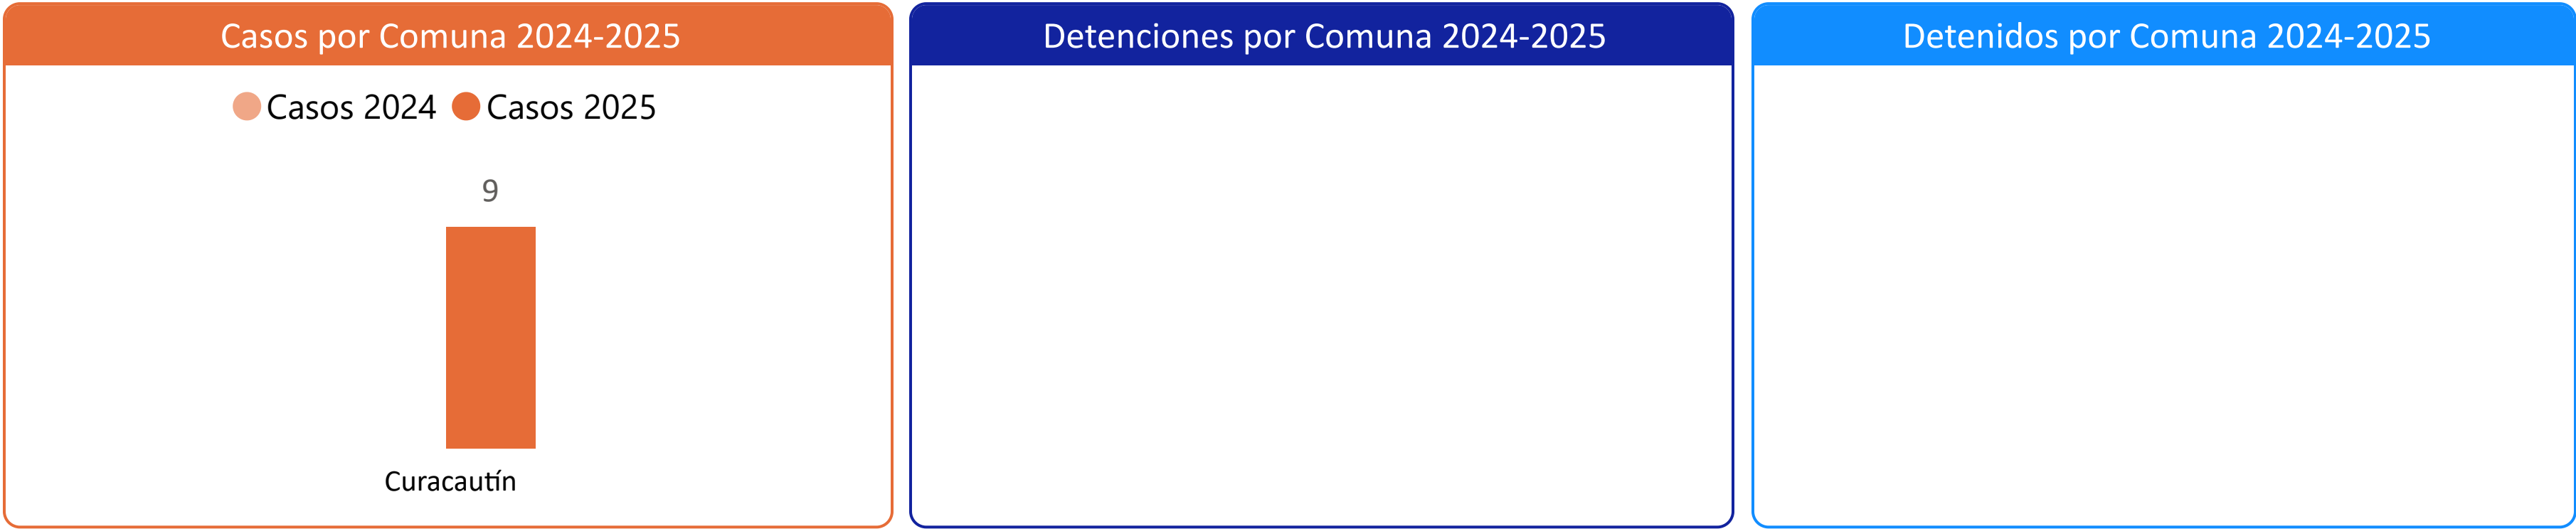 Casos por Comuna 2024-2025
Casos 2024 Casos 2025
9
Curacautín
Detenciones por Comuna 2024-2025
Detenidos por Comuna 2024-2025